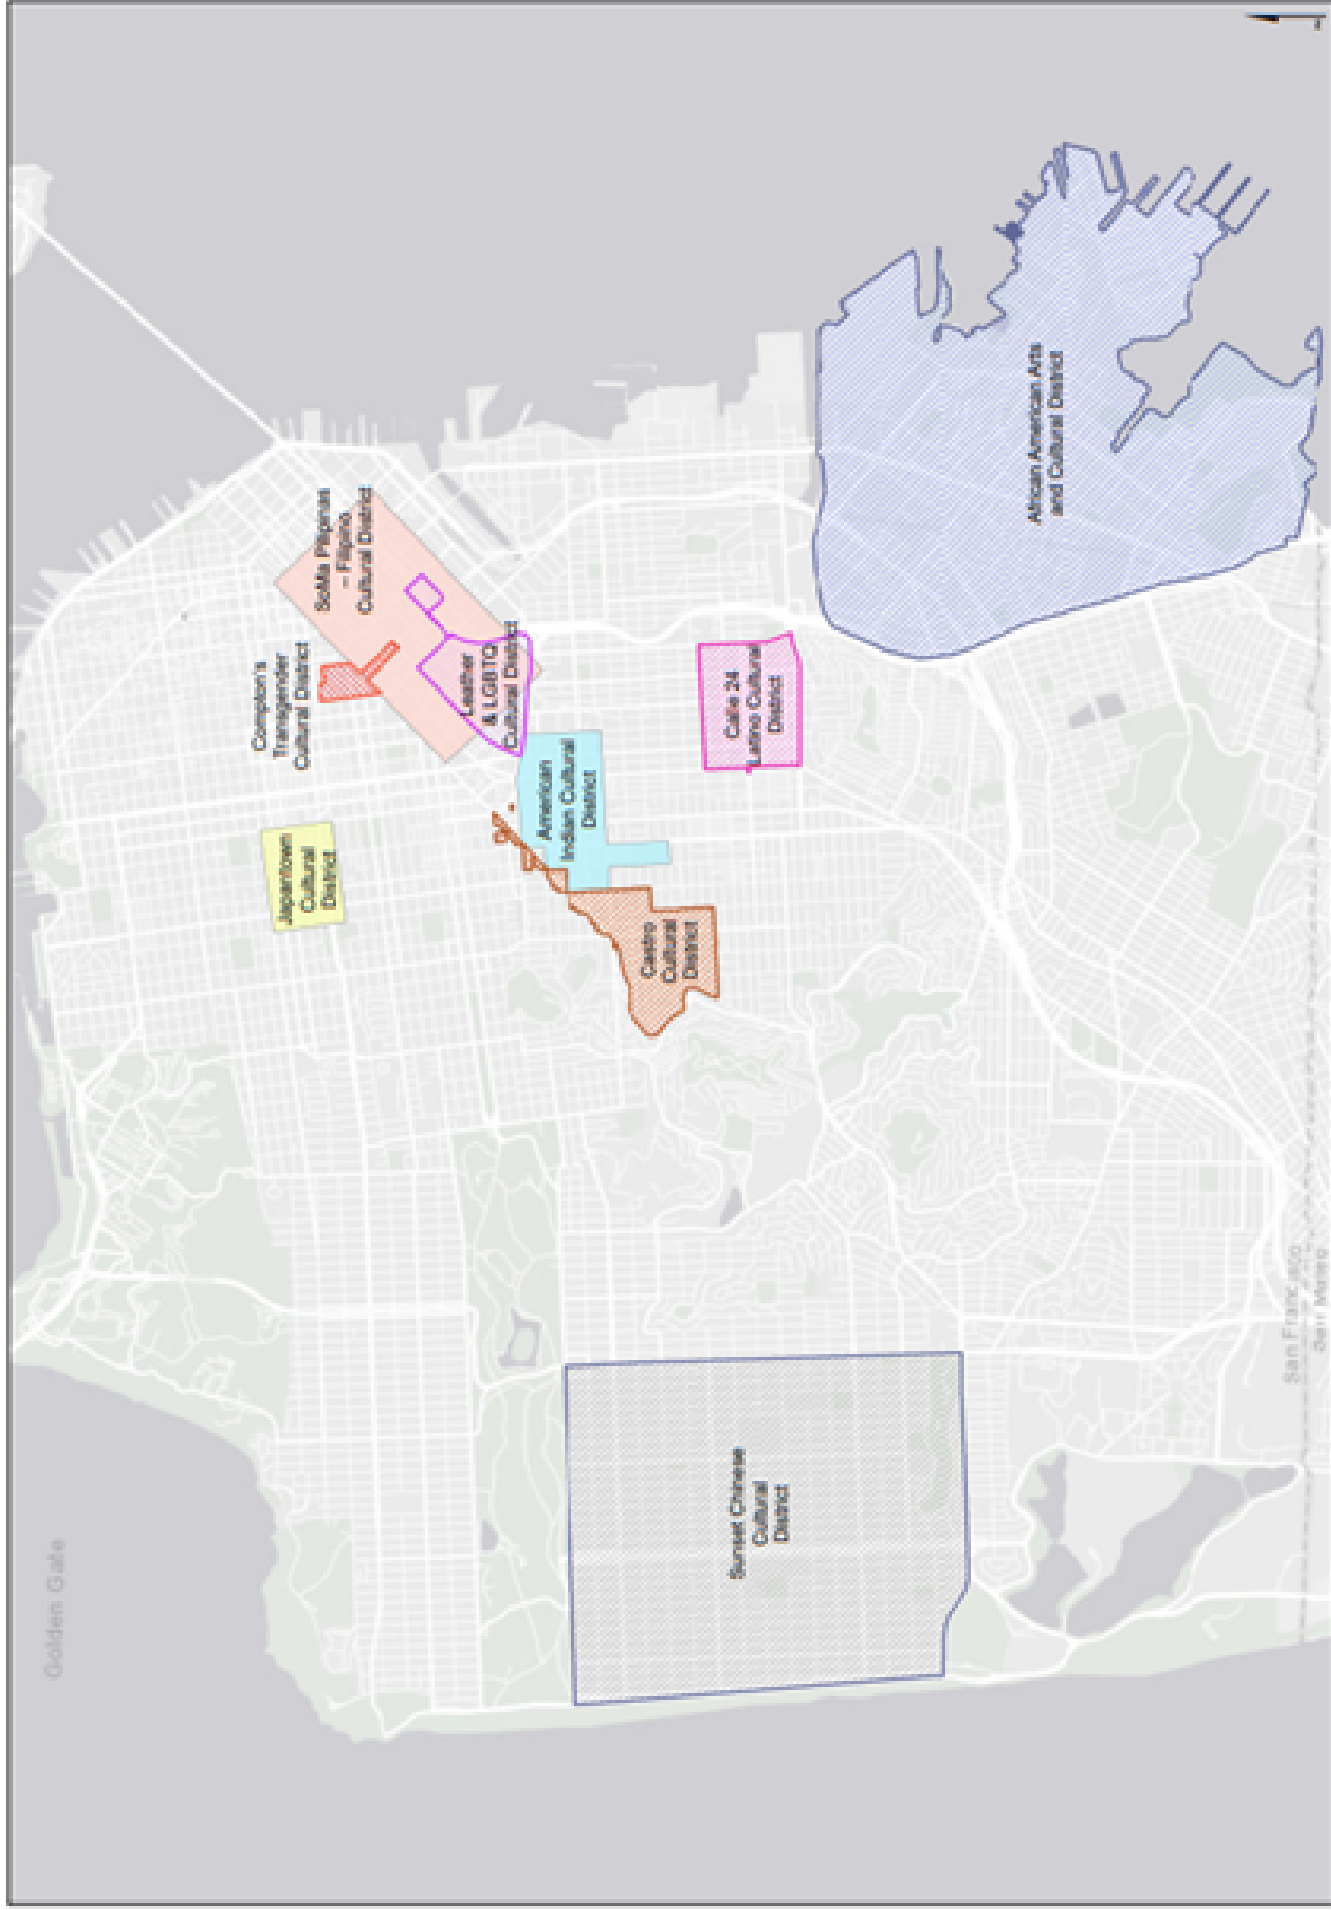 Golden Gate
SoMa Pilipinas
– Filipino
Cultural District
Compton's
Transgender
Cultural District
Japantown
Cultural
District
Leather
& LGBTQ
Cultural District
American
Indian Cultural
District
Castro
Cultural
District
Calle 24
Latino Cultural
District
Sunset Chinese
Cultural
District
African American Arts
and Cultural District
San Francisco
San Mateo